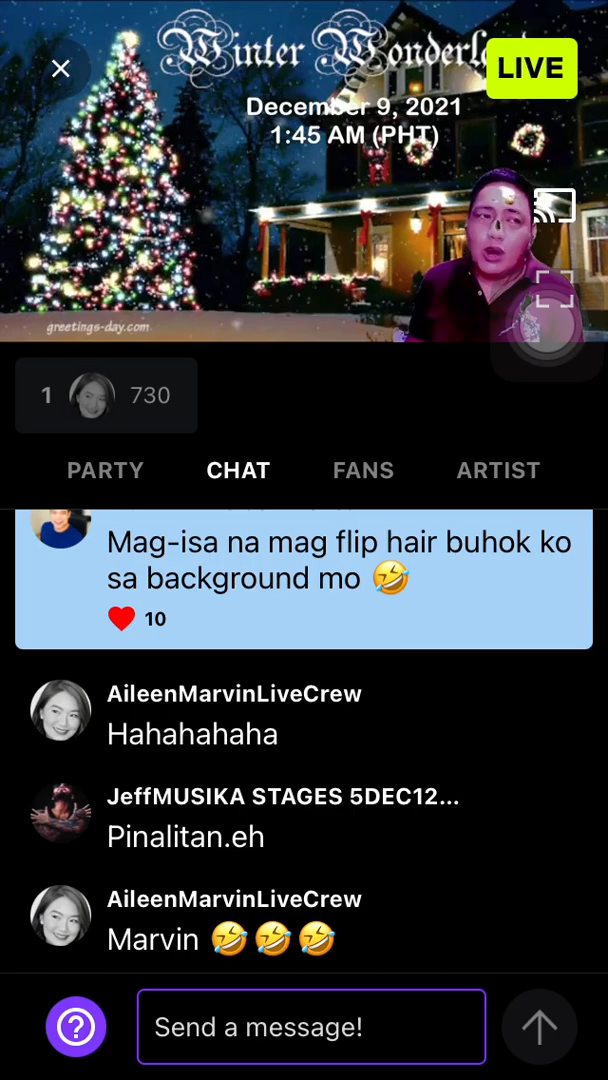 Winter Wonderl
LIVE
December 9, 2021
1:45 AM (PHT)
greetings-day.com
1 730
PARTY CHAT FANS ARTIST
Mag-isa na mag flip hair buhok ko
sa background mo 🤣
10
AileenMarvinLiveCrew
Hahahahaha
JeffMUSIKA STAGES 5DEC12...
Pinalitan.eh
AileenMarvinLiveCrew
Marvin 🤣🤣🤣
Send a message!